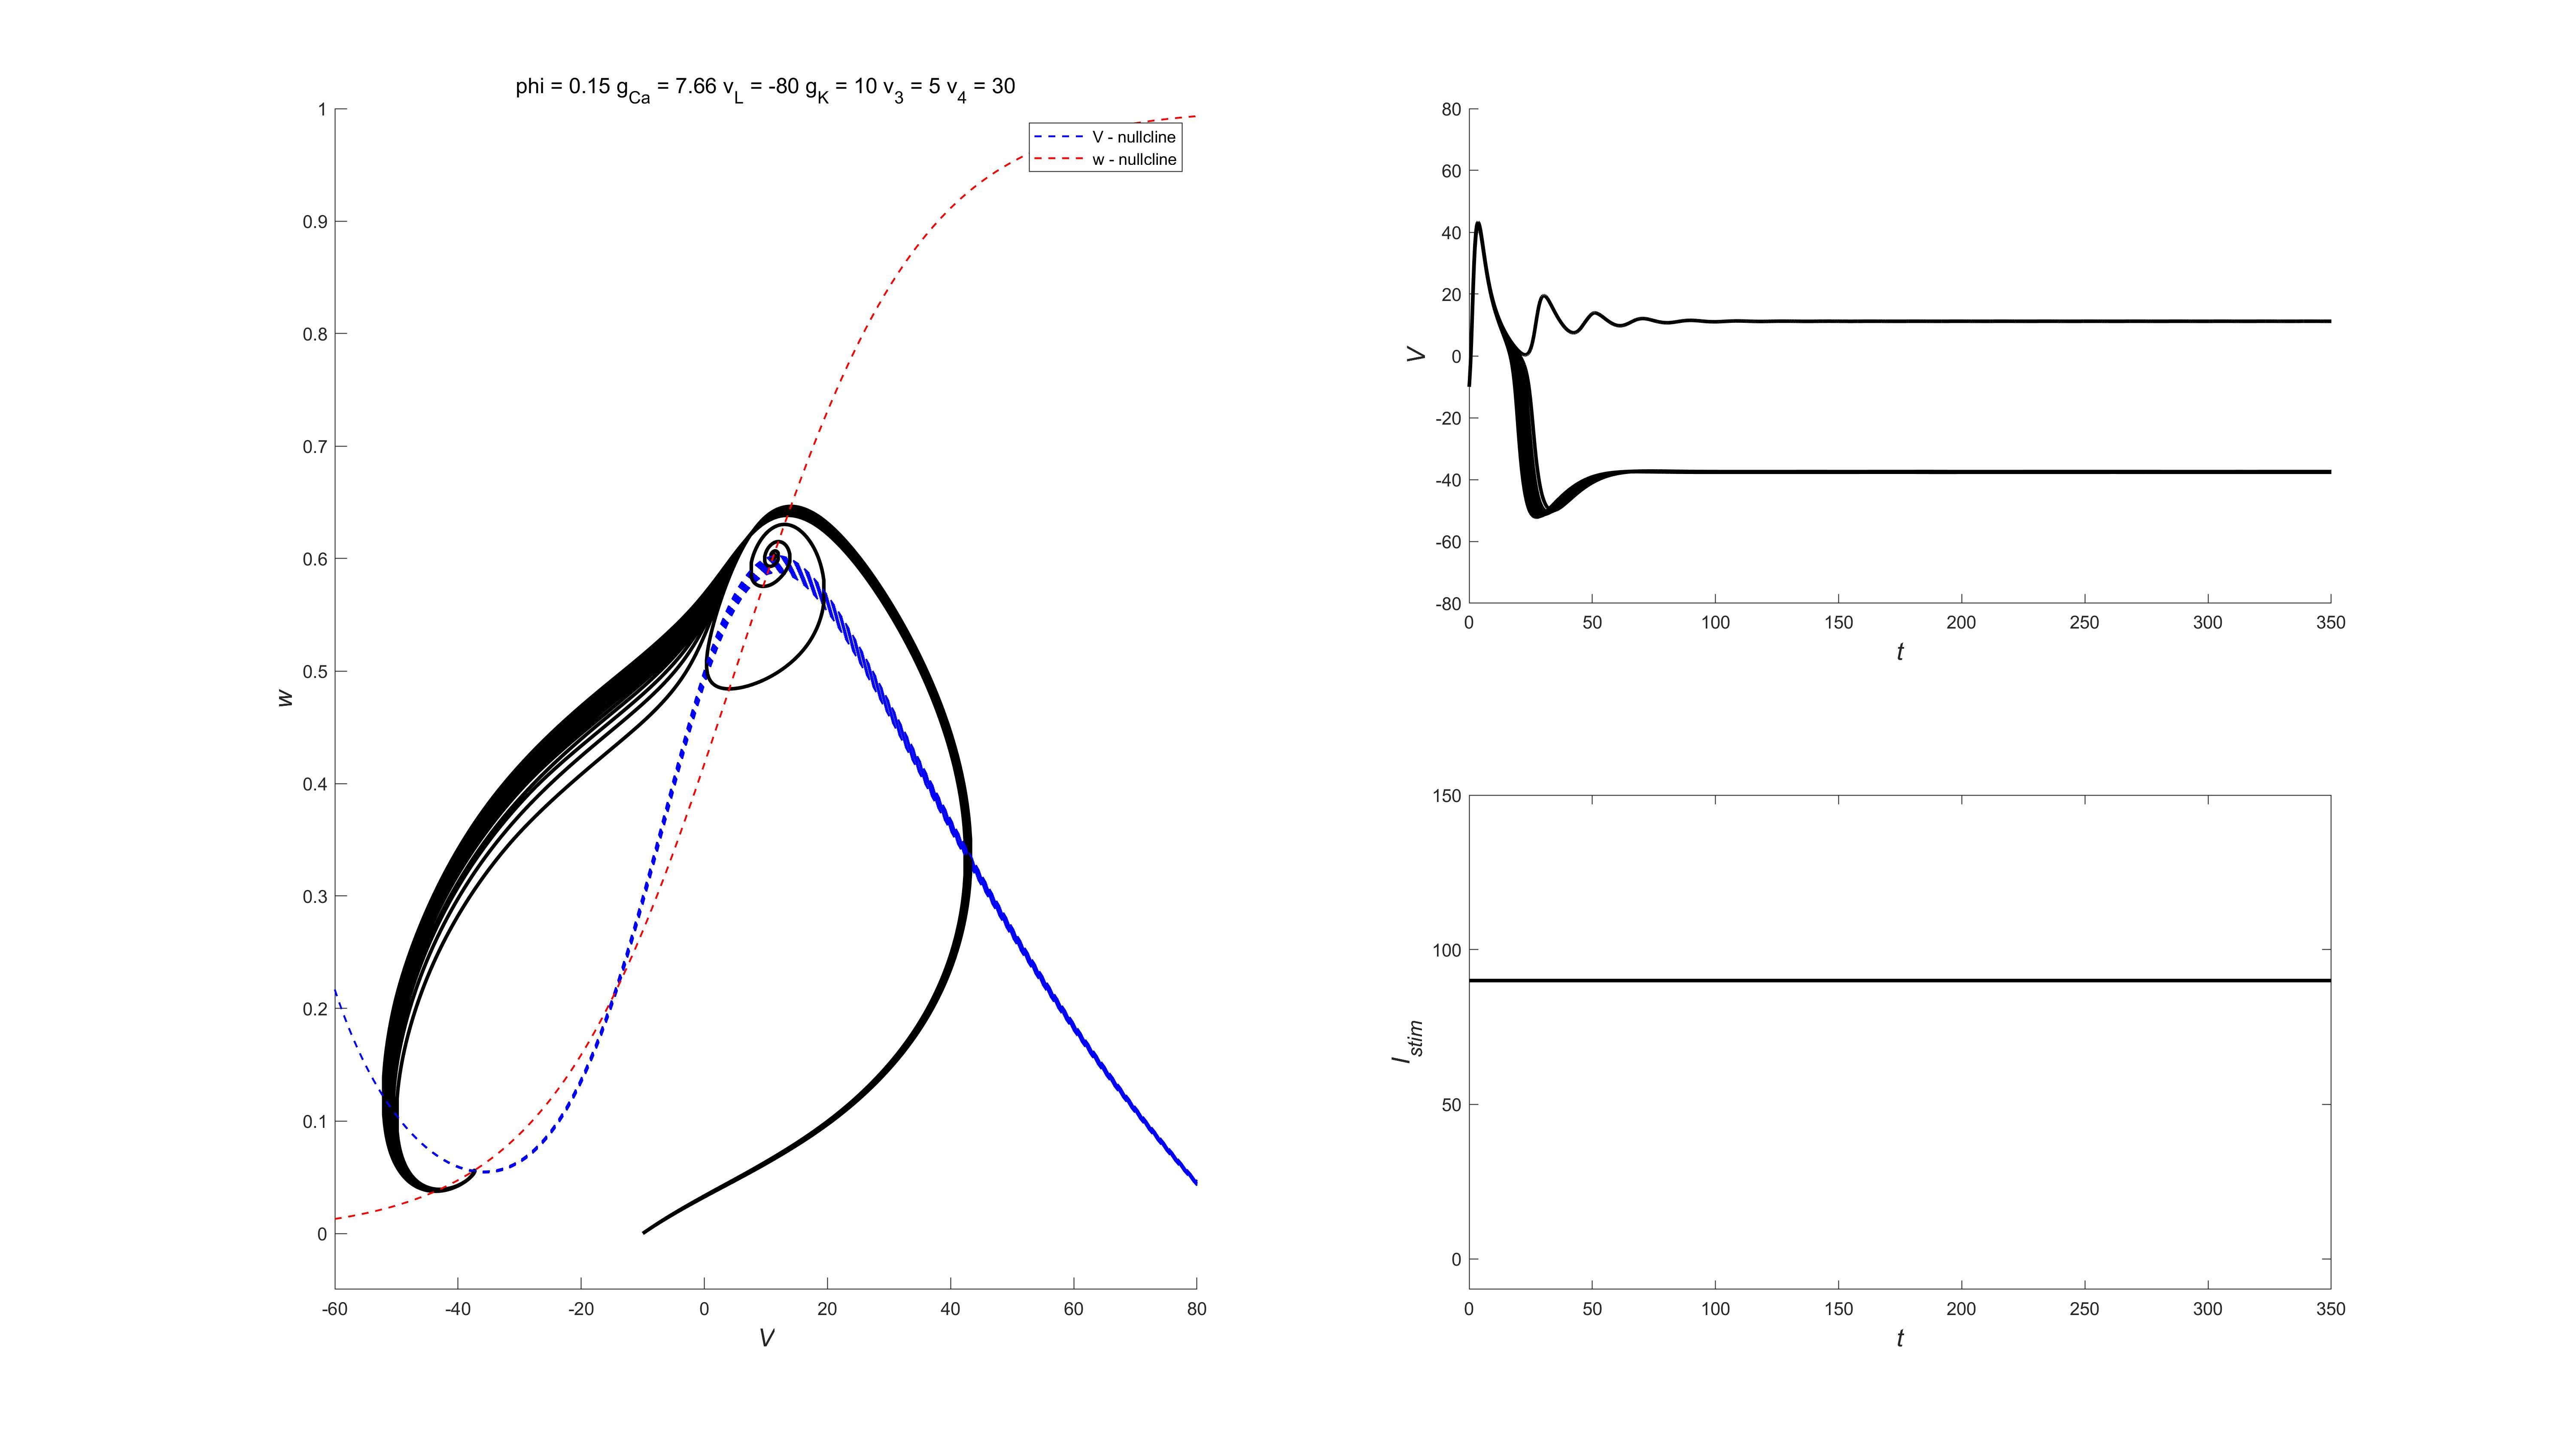 phi = 0.15 g_Ca = 7.66 v_L = -80 g_K = 10 v_3 = 5 v_4 = 30
1
0.9
0.8
0.7
0.6
0.5
0.4
0.3
0.2
0.1
0
w
-60 -40 -20 0 20 40 60 80
V
V - nullcline
w - nullcline
80
60
40
20
0
-20
-40
-60
-80
V
0 50 100 150 200 250 300 350
t
150
100
50
0
I_stim
0 50 100 150 200 250 300 350
t